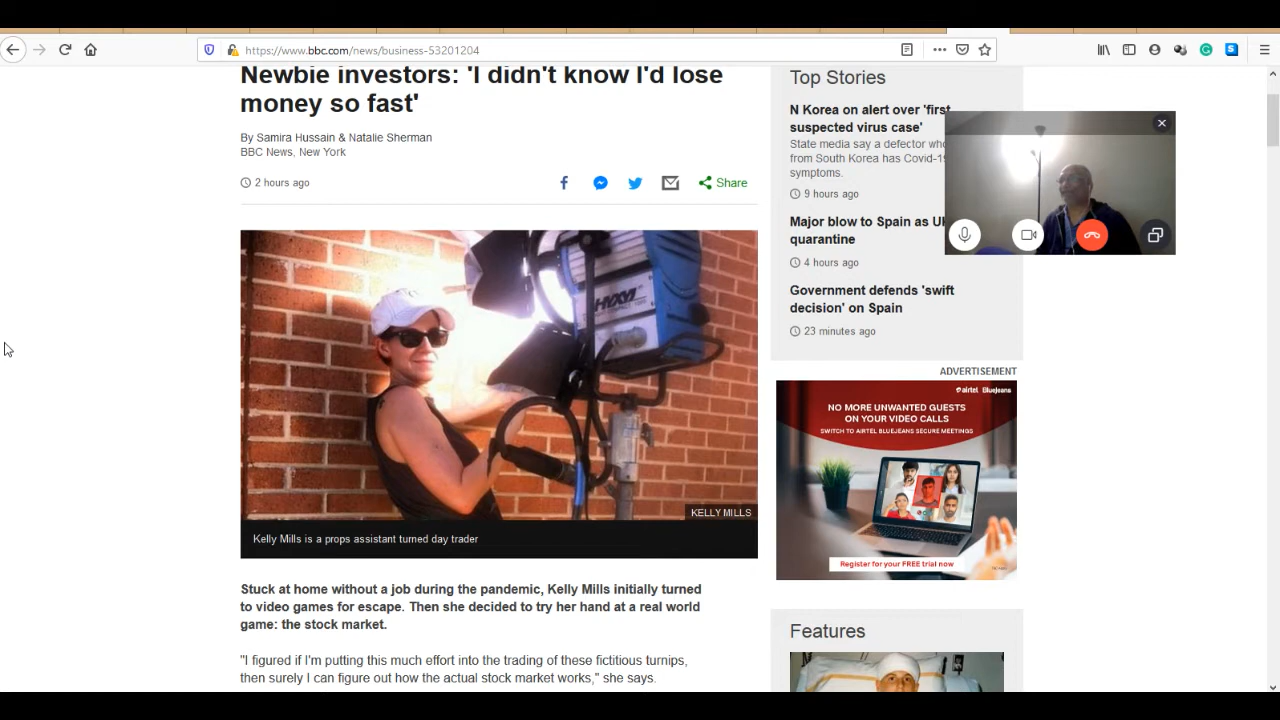 https://www.bbc.com/news/business-53201204
Newbie investors: 'I didn't know I'd lose
money so fast'
By Samira Hussain & Natalie Sherman
BBC News, New York
2 hours ago
Share
KELLY MILLS
Kelly Mills is a props assistant turned day trader
Stuck at home without a job during the pandemic, Kelly Mills initially turned
to video games for escape. Then she decided to try her hand at a real world
game: the stock market.
"I figured if I'm putting this much effort into the trading of these fictitious turnips,
then surely I can figure out how the actual stock market works," she says.
Top Stories
N Korea on alert over 'first
suspected virus case'
State media say a defector who
from South Korea has Covid-19
symptoms.
9 hours ago
Major blow to Spain as UK
quarantine
4 hours ago
Government defends 'swift
decision' on Spain
23 minutes ago
ADVERTISEMENT
airtel BlueJeans
NO MORE UNWANTED GUESTS
ON YOUR VIDEO CALLS
SWITCH TO AIRTEL BLUEJEANS SECURE MEETINGS
Register for your FREE trial now
Features